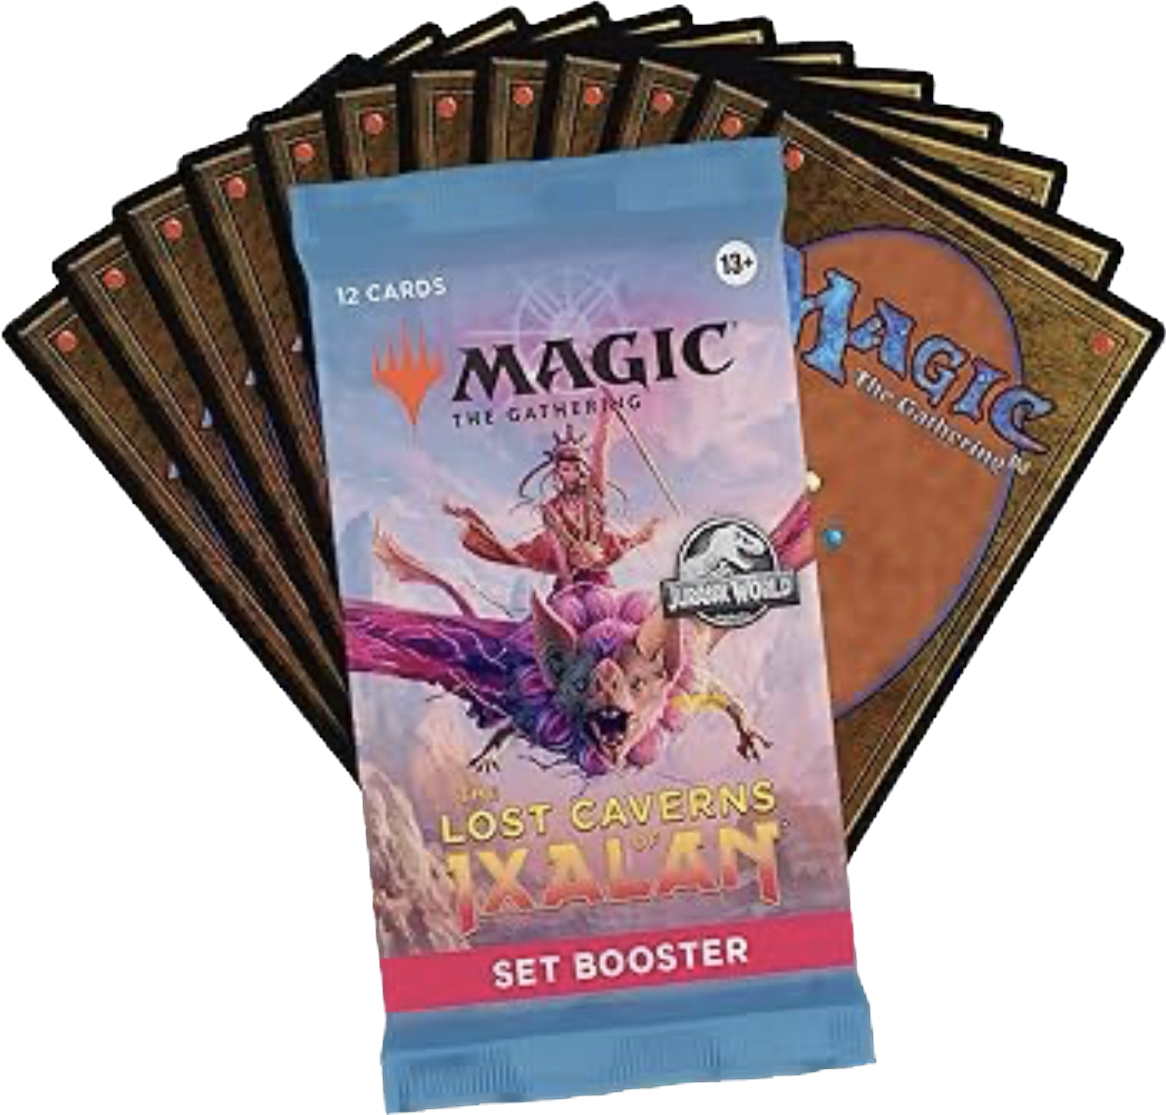 12 CARDS
13+
MAGIC
THE GATHERING
JURASSIC WORLD
THE
LOST CAVERNS
OF
IXALAN
SET BOOSTER
MAGIC
The Gathering